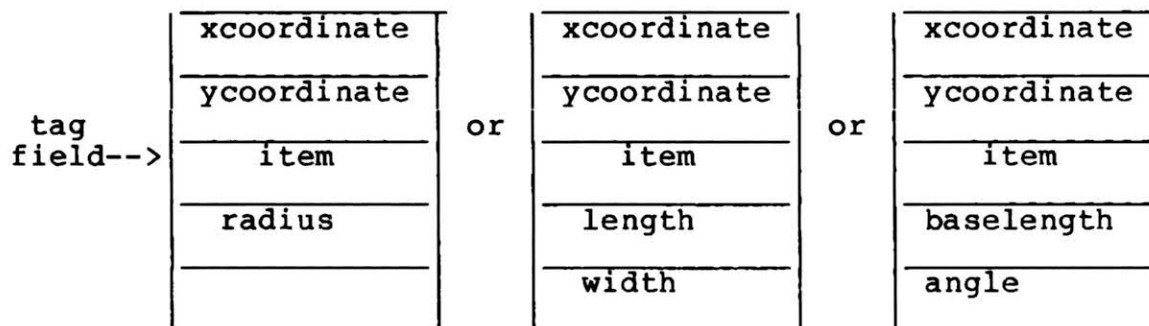 xcoordinate xcoordinate xcoordinate
ycoordinate ycoordinate ycoordinate
tag or or
field--> item item item
radius length baselength
width angle